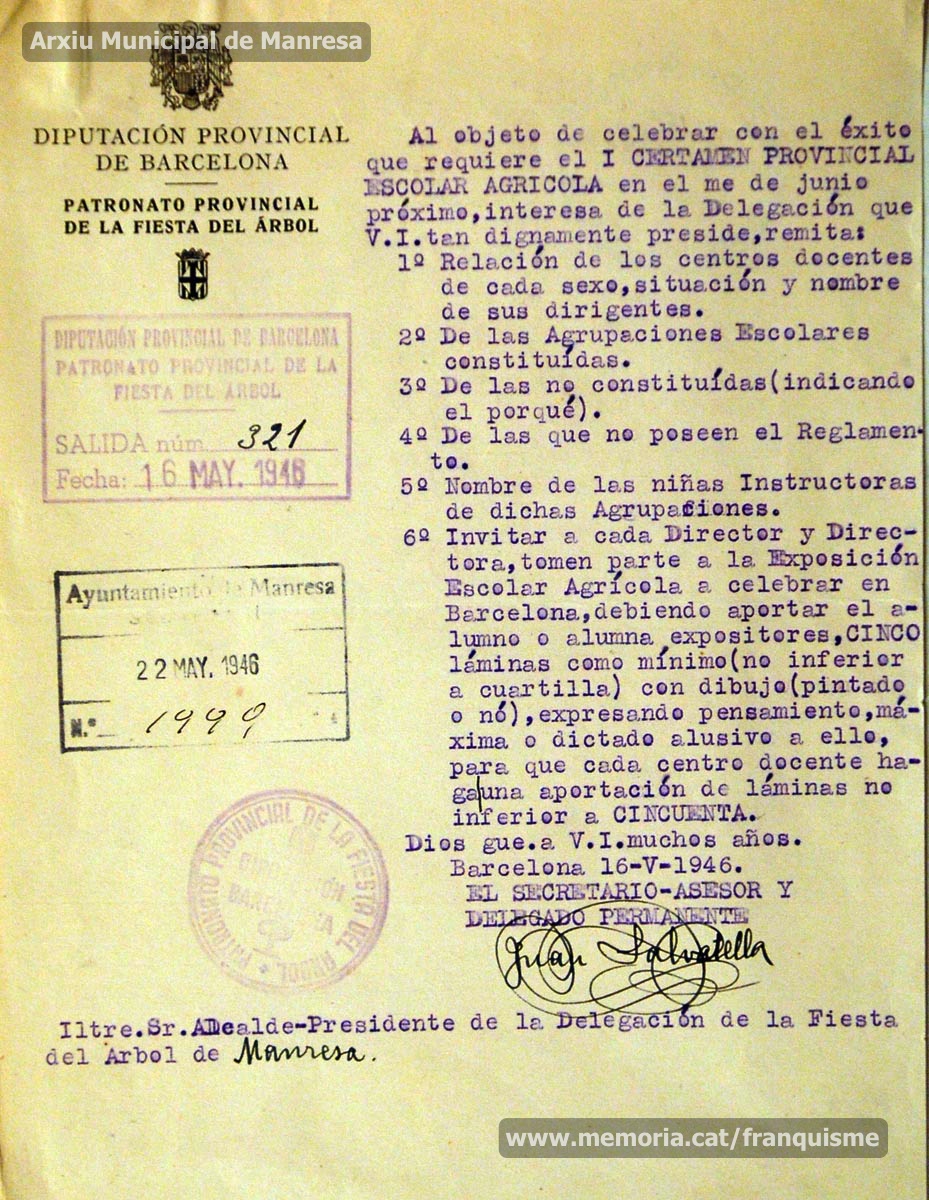 Arxiu Municipal de Manresa
DIPUTACIÓN PROVINCIAL
DE BARCELONA
PATRONATO PROVINCIAL
DE LA FIESTA DEL ÁRBOL
DIPUTACIÓN PROVINCIAL DE BARCELONA
PATRONATO PROVINCIAL DE LA
FIESTA DEL ÁRBOL
SALIDA núm. 321
Fecha: 16 MAY. 1946
Ayuntamiento de Manresa
22 MAY. 1946
N.º 1999
PATRONATO PROVINCIAL DE LA FIESTA DEL ARBOL
DIPUTACIÓN
BARCELONA
Al objeto de celebrar con el éxito
que requiere el I CERTAMEN PROVINCIAL
ESCOLAR AGRICOLA en el me de junio
próximo,interesa de la Delegación que
V.I.tan dignamente preside,remita:
1º Relación de los centros docentes
de cada sexo,situación y nombre
de sus dirigentes.
2º De las Agrupaciones Escolares
constituídas.
3º De las no constituídas(indicando
el porqué).
4º De las que no poseen el Reglamen-
to.
5º Nombre de las niñas Instructoras
de dichas Agrupaciones.
6º Invitar a cada Director y Direc-
tora,tomen parte a la Exposición
Escolar Agrícola a celebrar en
Barcelona,debiendo aportar el a-
lumno o alumna expositores,CINCO
láminas como mínimo(no inferior
a cuartilla) con dibujo(pintado
o nó),expresando pensamiento,má-
xima o dictado alusivo a ello,
para que cada centro docente ha-
ga una aportación de láminas no
inferior a CINCUENTA.
Dios gue.a V.I.muchos años.
Barcelona 16-V-1946.
EL SECRETARIO-ASESOR Y
DELEGADO PERMANENTE
Juan Salvatella
Iltre.Sr.Alcalde-Presidente de la Delegación de la Fiesta
del Arbol de Manresa.
www.memoria.cat/franquisme